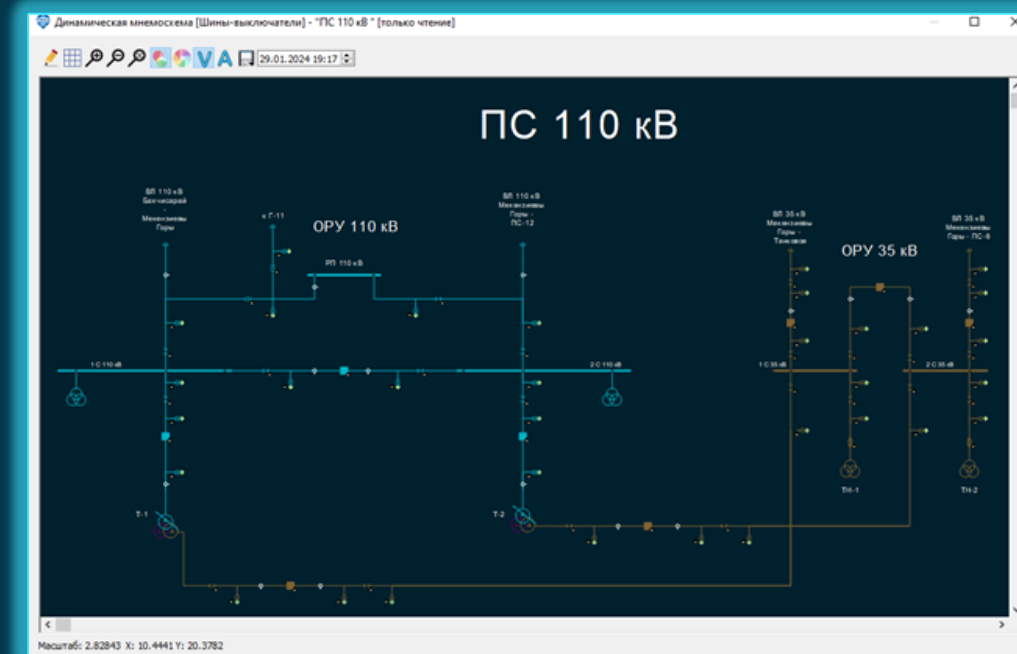 Динамическая мнемосхема [Шины-выключатели] - "ПС 110 кВ " [только чтение]
29.01.2024 19:17
ПС 110 кВ
ВЛ 110 кВ
Бахчисарай
-
Мекензиевы
Горы
к Г-11
ОРУ 110 кВ
РП 110 кВ
ВЛ 110 кВ
Мекензиевы
Горы -
ПС-12
ВЛ 35 кВ
Мекензиевы
Горы -
Танковое
ОРУ 35 кВ
ВЛ 35 кВ
Мекензиевы
Горы - ПС-6
1 С 110 кВ
2 С 110 кВ
1 С 35 кВ
2 С 35 кВ
ТН-1
ТН-2
Т-1
Т-2
Масштаб: 2.82843 X: 10.4441 Y: 20.3782